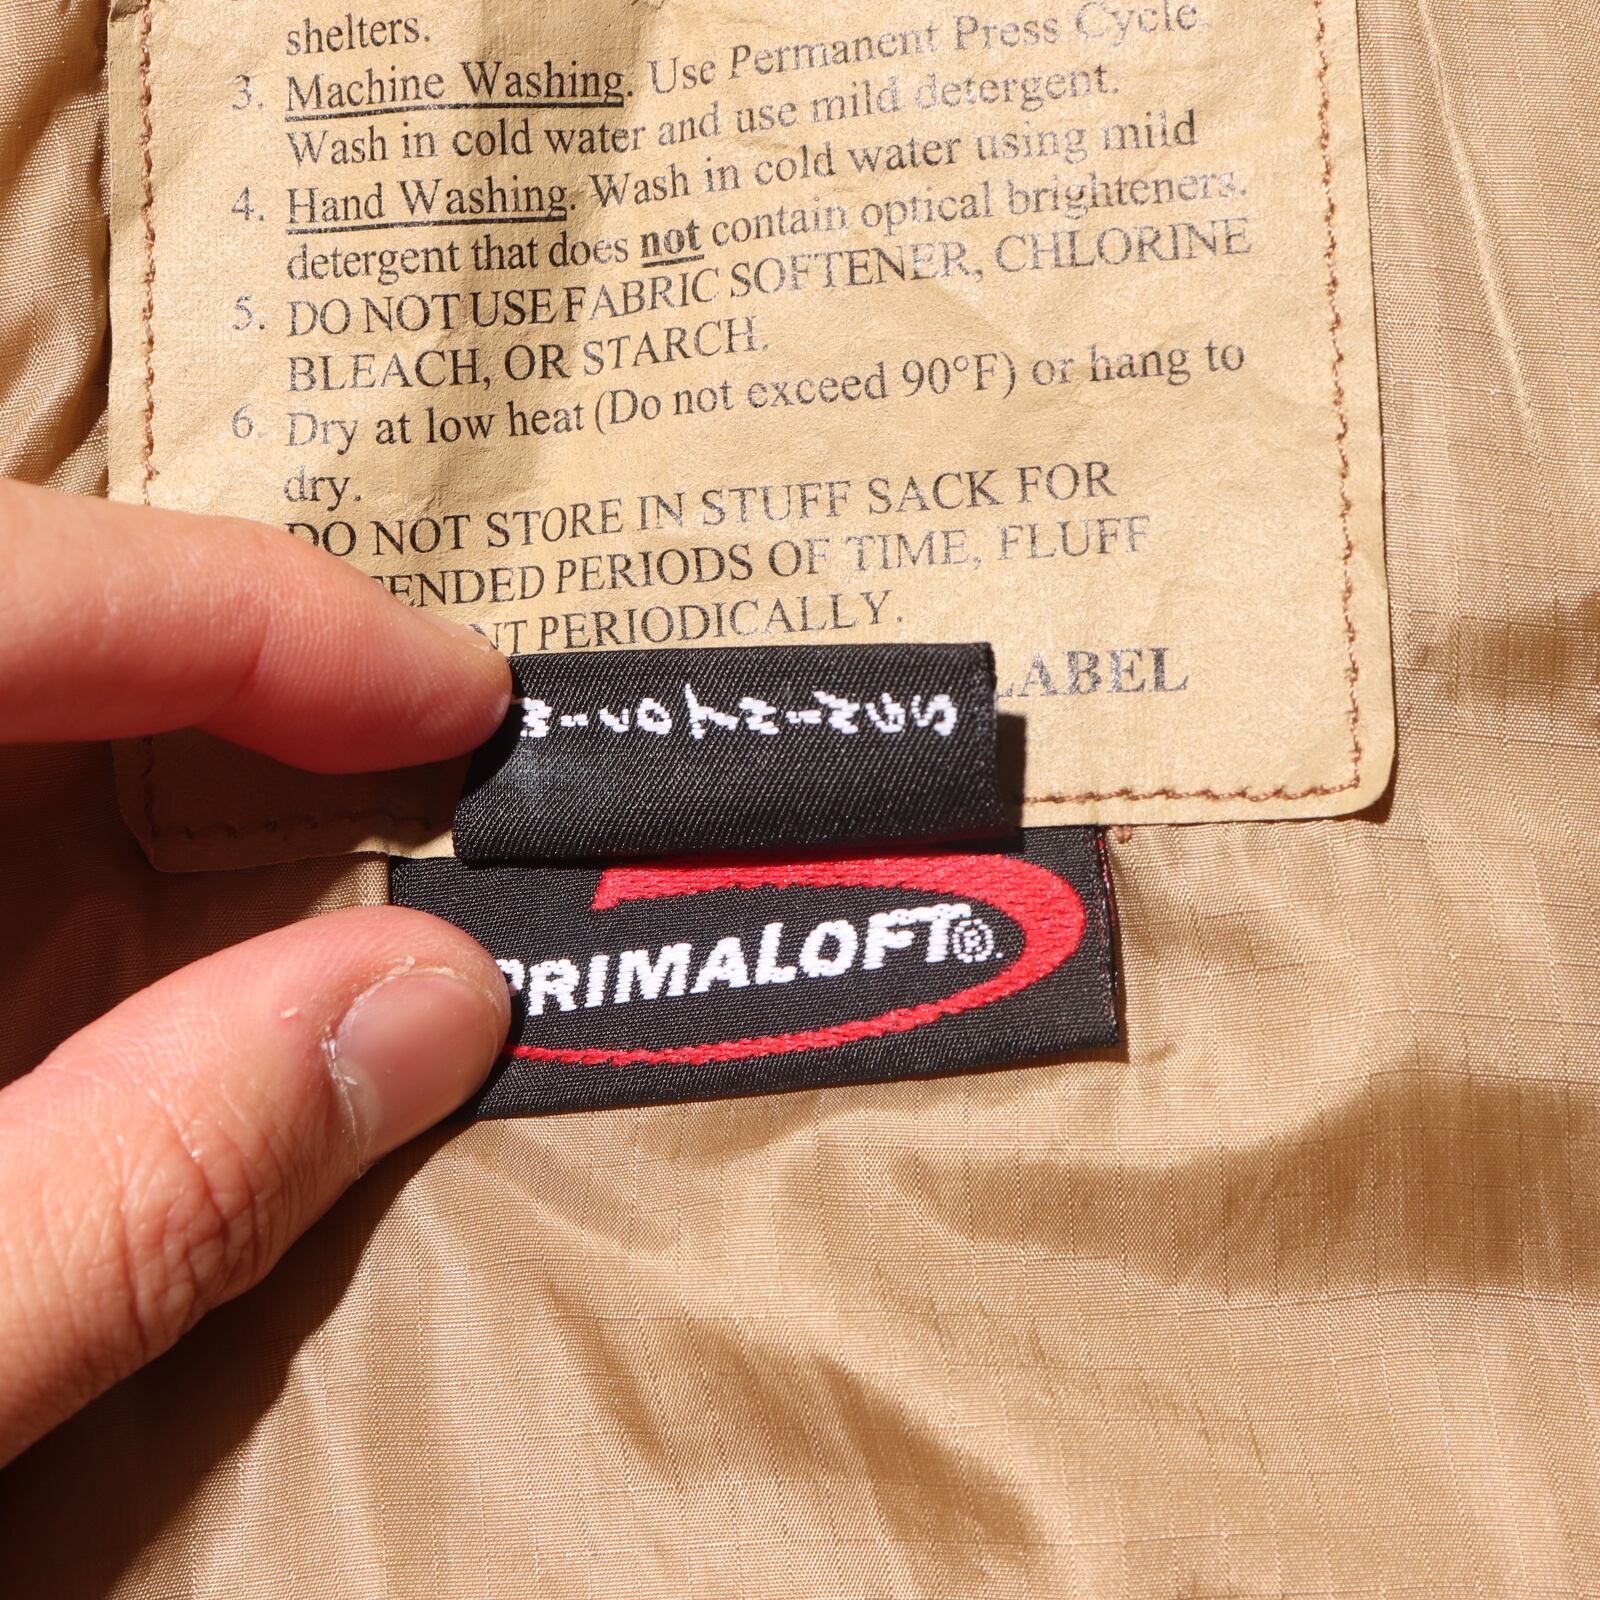 shelters.
3. Machine Washing. Use Permanent Press Cycle.
Wash in cold water and use mild detergent.
4. Hand Washing. Wash in cold water using mild
detergent that does not contain optical brighteners.
5. DO NOT USE FABRIC SOFTENER, CHLORINE
BLEACH, OR STARCH.
6. Dry at low heat (Do not exceed 90°F) or hang to
dry.
DO NOT STORE IN STUFF SACK FOR
ENDED PERIODS OF TIME, FLUFF
NT PERIODICALLY.
LABEL
PRIMALOFT®